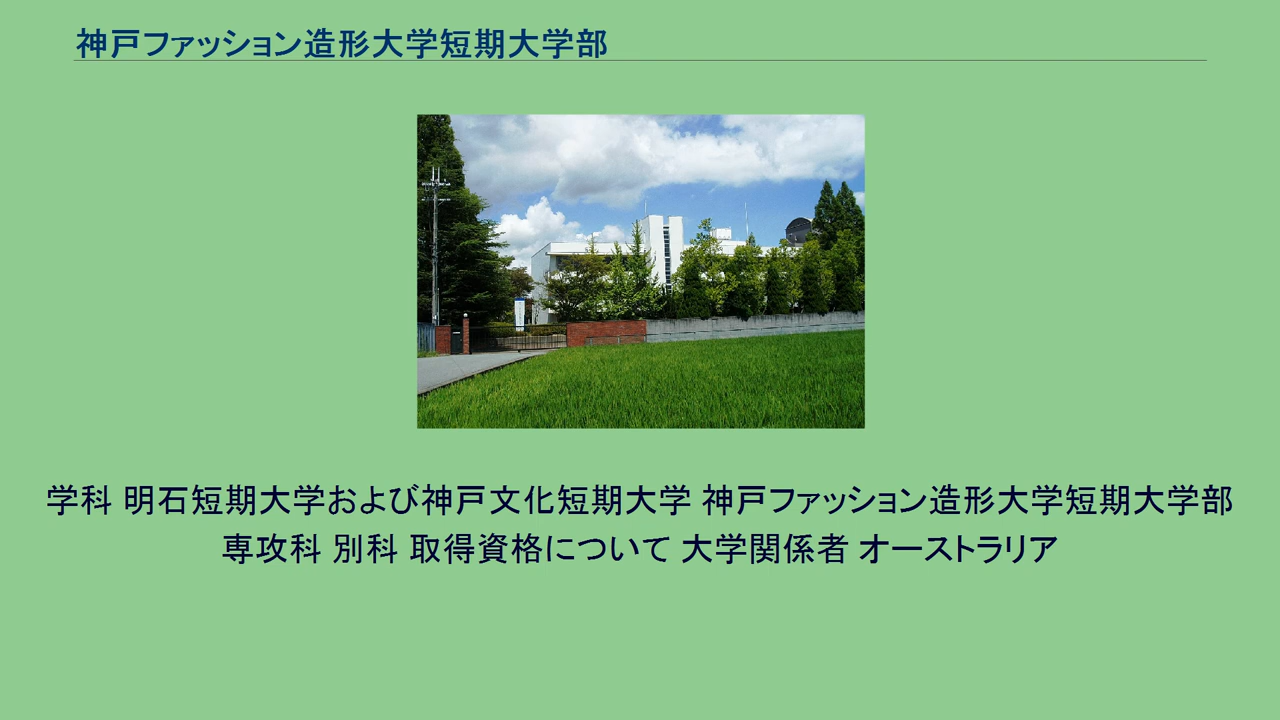 神戸ファッション造形大学短期大学部
学科 明石短期大学および神戸文化短期大学 神戸ファッション造形大学短期大学部
専攻科 別科 取得資格について 大学関係者 オーストラリア